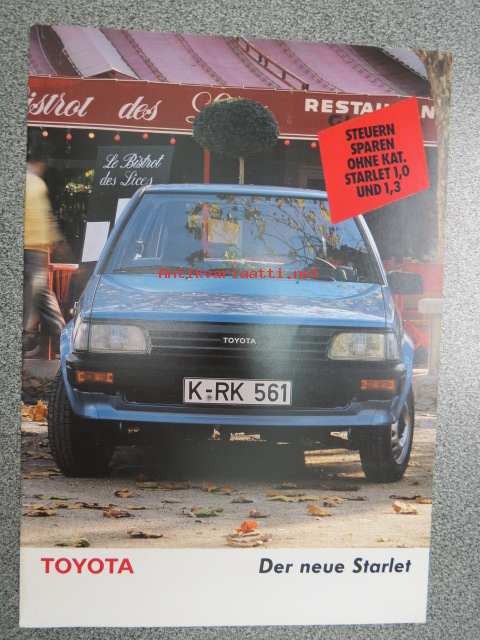 Bistrot des
RESTAURAN
Le Bistrot
des Lices
STEUERN
SPAREN
OHNE KAT.
STARLET 1,0
UND 1,3
Antikvariaatti.net
TOYOTA
K-RK 561
TOYOTA
Der neue Starlet